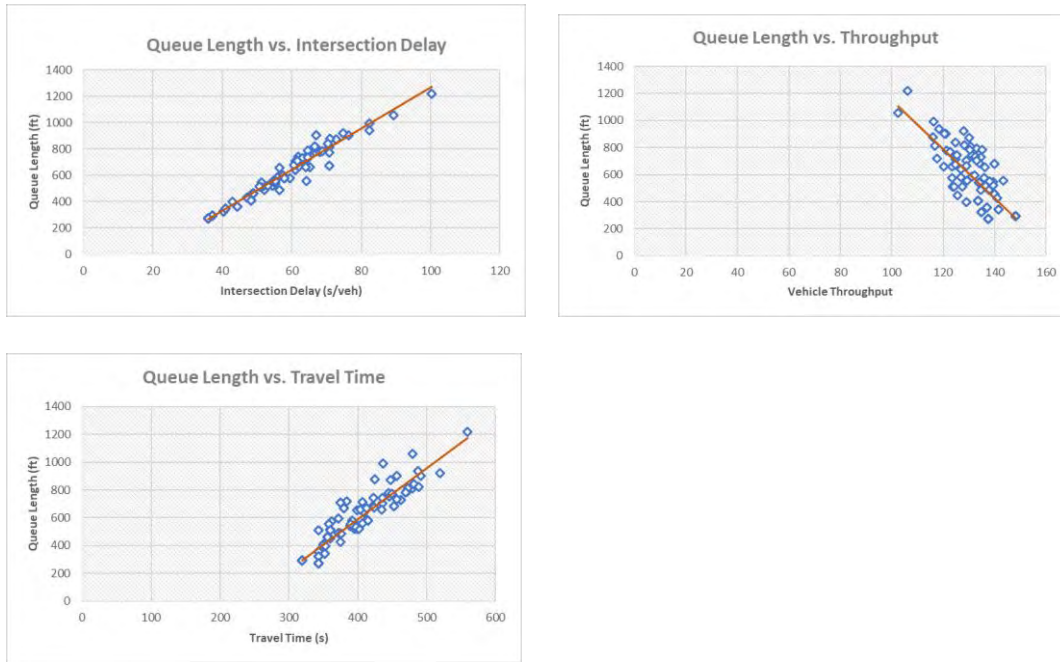 Queue Length vs. Intersection Delay
1400
1200
1000
800
600
400
200
0
Queue Length (ft)
0 20 40 60 80 100 120
Intersection Delay (s/veh)
Queue Length vs. Throughput
1400
1200
1000
800
600
400
200
0
Queue Length (ft)
0 20 40 60 80 100 120 140 160
Vehicle Throughput
Queue Length vs. Travel Time
1400
1200
1000
800
600
400
200
0
Queue Length (ft)
0 100 200 300 400 500 600
Travel Time (s)